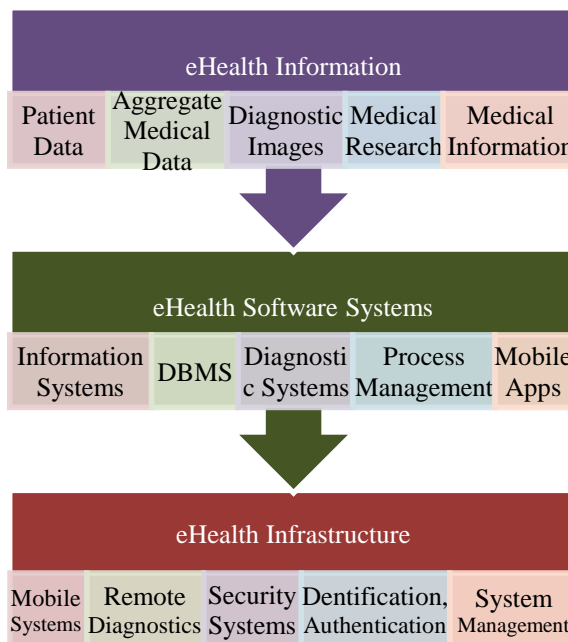 eHealth Information
Patient
Data
Aggregate
Medical
Data
Diagnostic
Images
Medical
Research
Medical
Information
eHealth Software Systems
Information
Systems
DBMS
Diagnosti
c Systems
Process
Management
Mobile
Apps
eHealth Infrastructure
Mobile
Systems
Remote
Diagnostics
Security
Systems
Dentification,
Authentication
System
Management